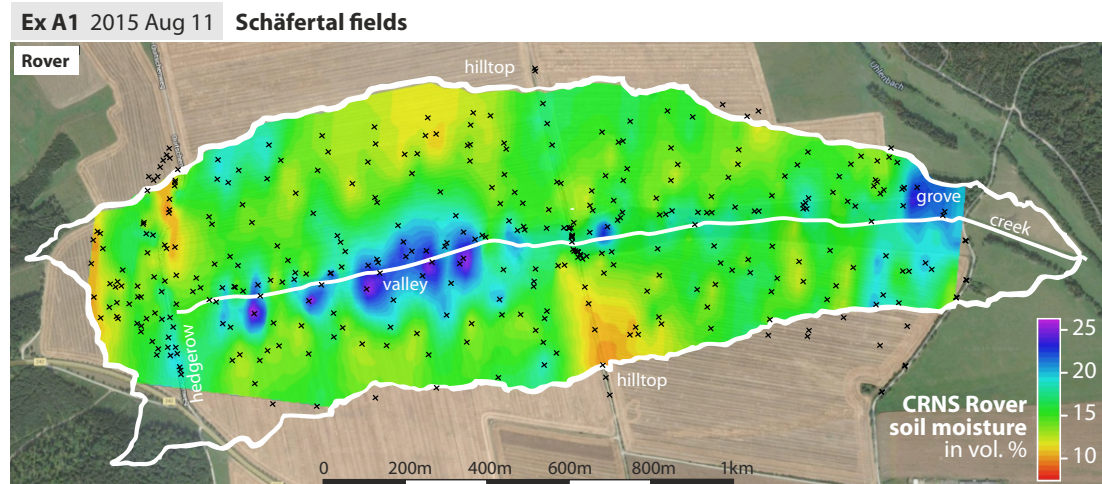 Ex A1 2015 Aug 11 Schäfertal fields
Rover
hilltop
Uhlenbach
grove
creek
valley
hedgerow
hilltop
CRNS Rover
soil moisture
in vol. %
25
20
15
10
0 200m 400m 600m 800m 1km